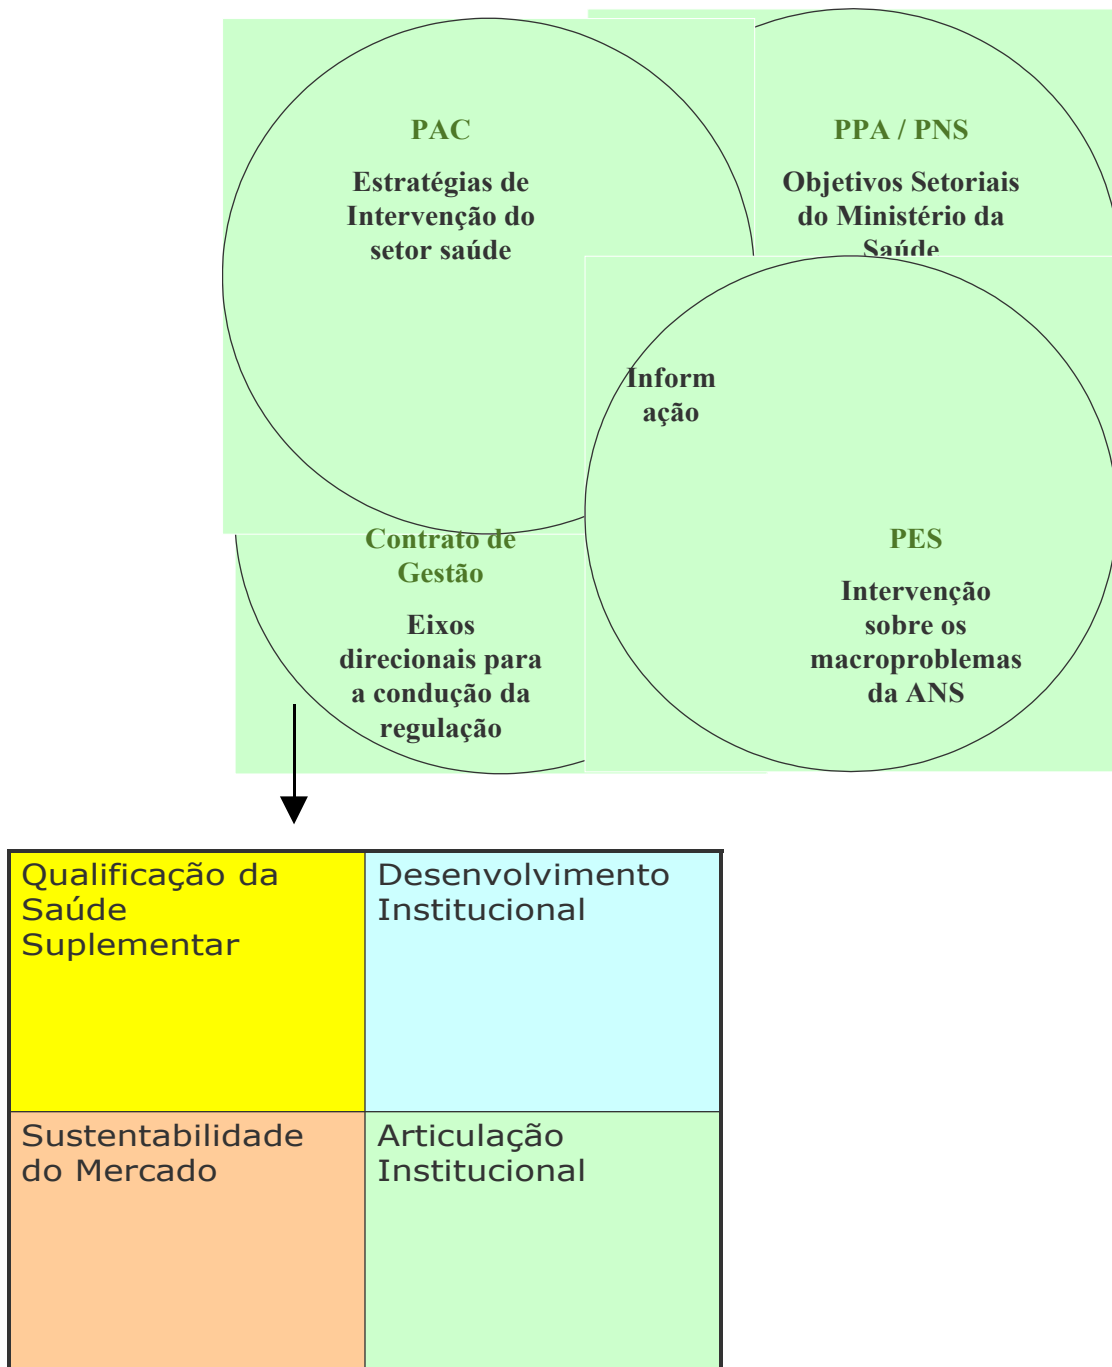 PAC
Estratégias de
Intervenção do
setor saúde
PPA / PNS
Objetivos Setoriais
do Ministério da
Saúde
Inform
ação
Contrato de
Gestão
Eixos
direcionais para
a condução da
regulação
PES
Intervenção
sobre os
macroproblemas
da ANS
Qualificação da
Saúde
Suplementar
Desenvolvimento
Institucional
Sustentabilidade
do Mercado
Articulação
Institucional